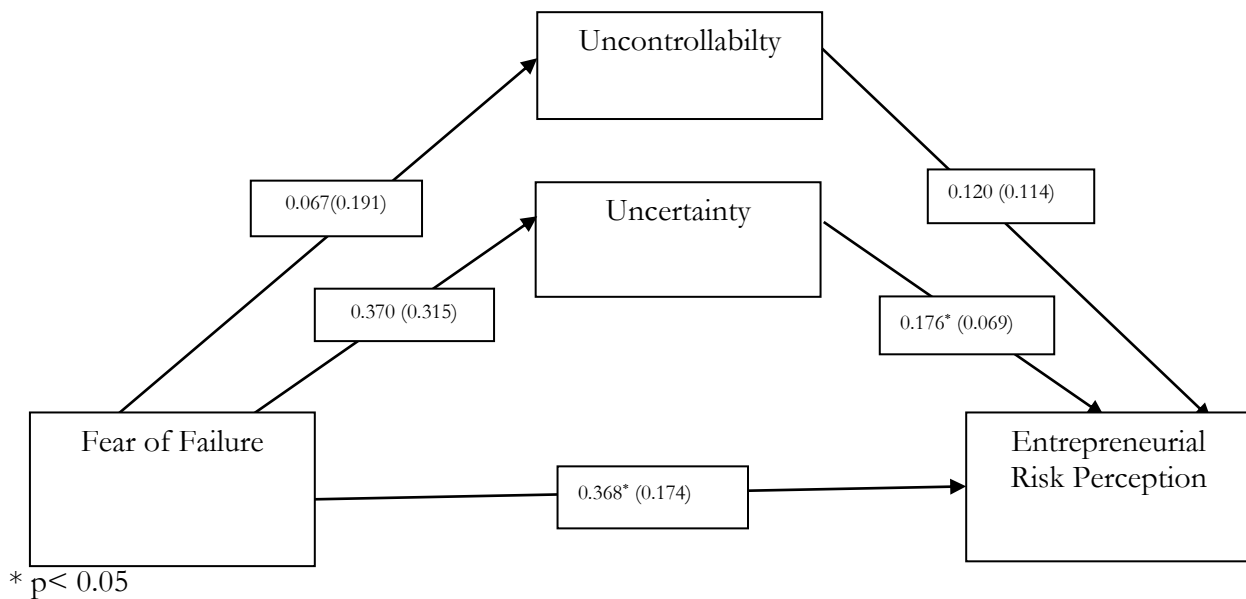 Uncontrollabilty
0.067(0.191)
0.120 (0.114)
Uncertainty
0.370 (0.315)
0.176* (0.069)
Fear of Failure
Entrepreneurial
Risk Perception
0.368* (0.174)
* p< 0.05